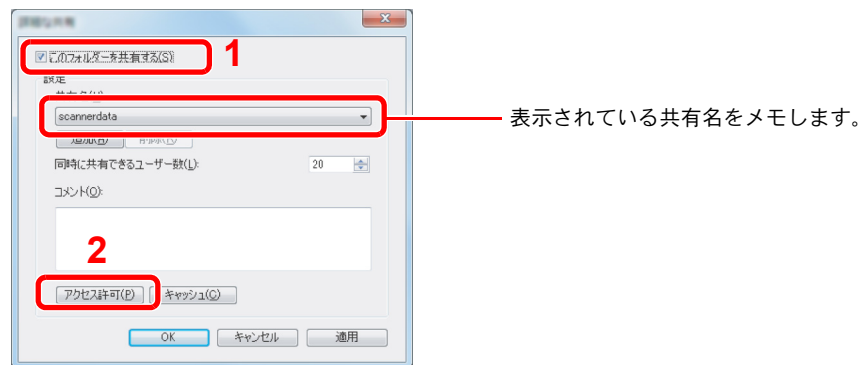 詳細な共有
このフォルダーを共有する(S)
1
設定
scannerdata
表示されている共有名をメモします。
追加(A) 削除(R)
同時に共有できるユーザー数(L): 20
コメント(O):
2
アクセス許可(P) キャッシュ(C)
OK キャンセル 適用